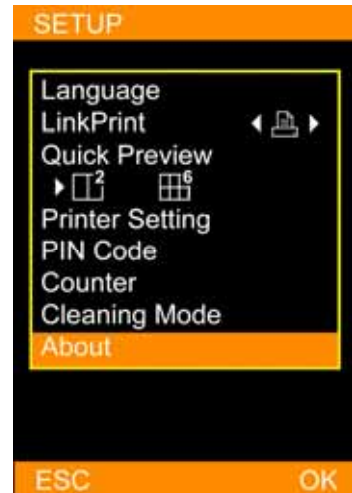 SETUP
Language
LinkPrint
Quick Preview
2 6
Printer Setting
PIN Code
Counter
Cleaning Mode
About
ESC OK